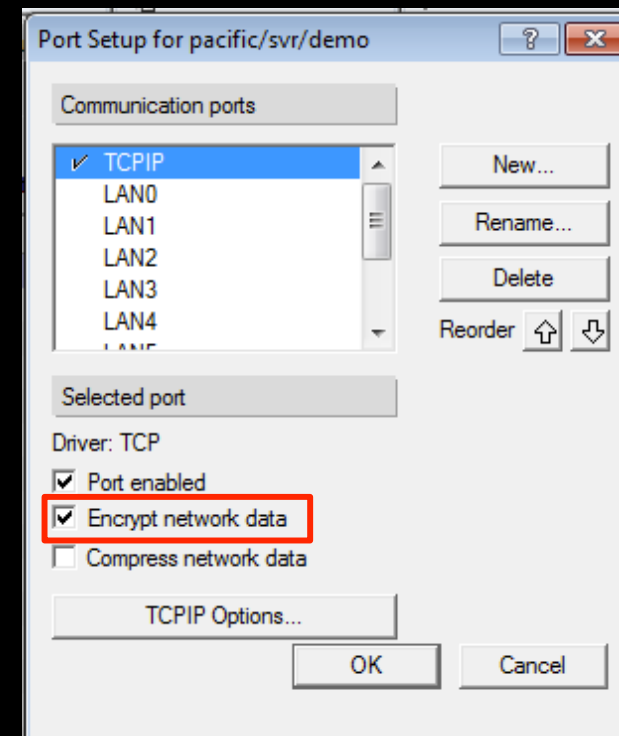 Port Setup for pacific/svr/demo
Communication ports
TCPIP
LAN0
LAN1
LAN2
LAN3
LAN4
New...
Rename...
Delete
Reorder
Selected port
Driver: TCP
Port enabled
Encrypt network data
Compress network data
TCPIP Options...
OK Cancel